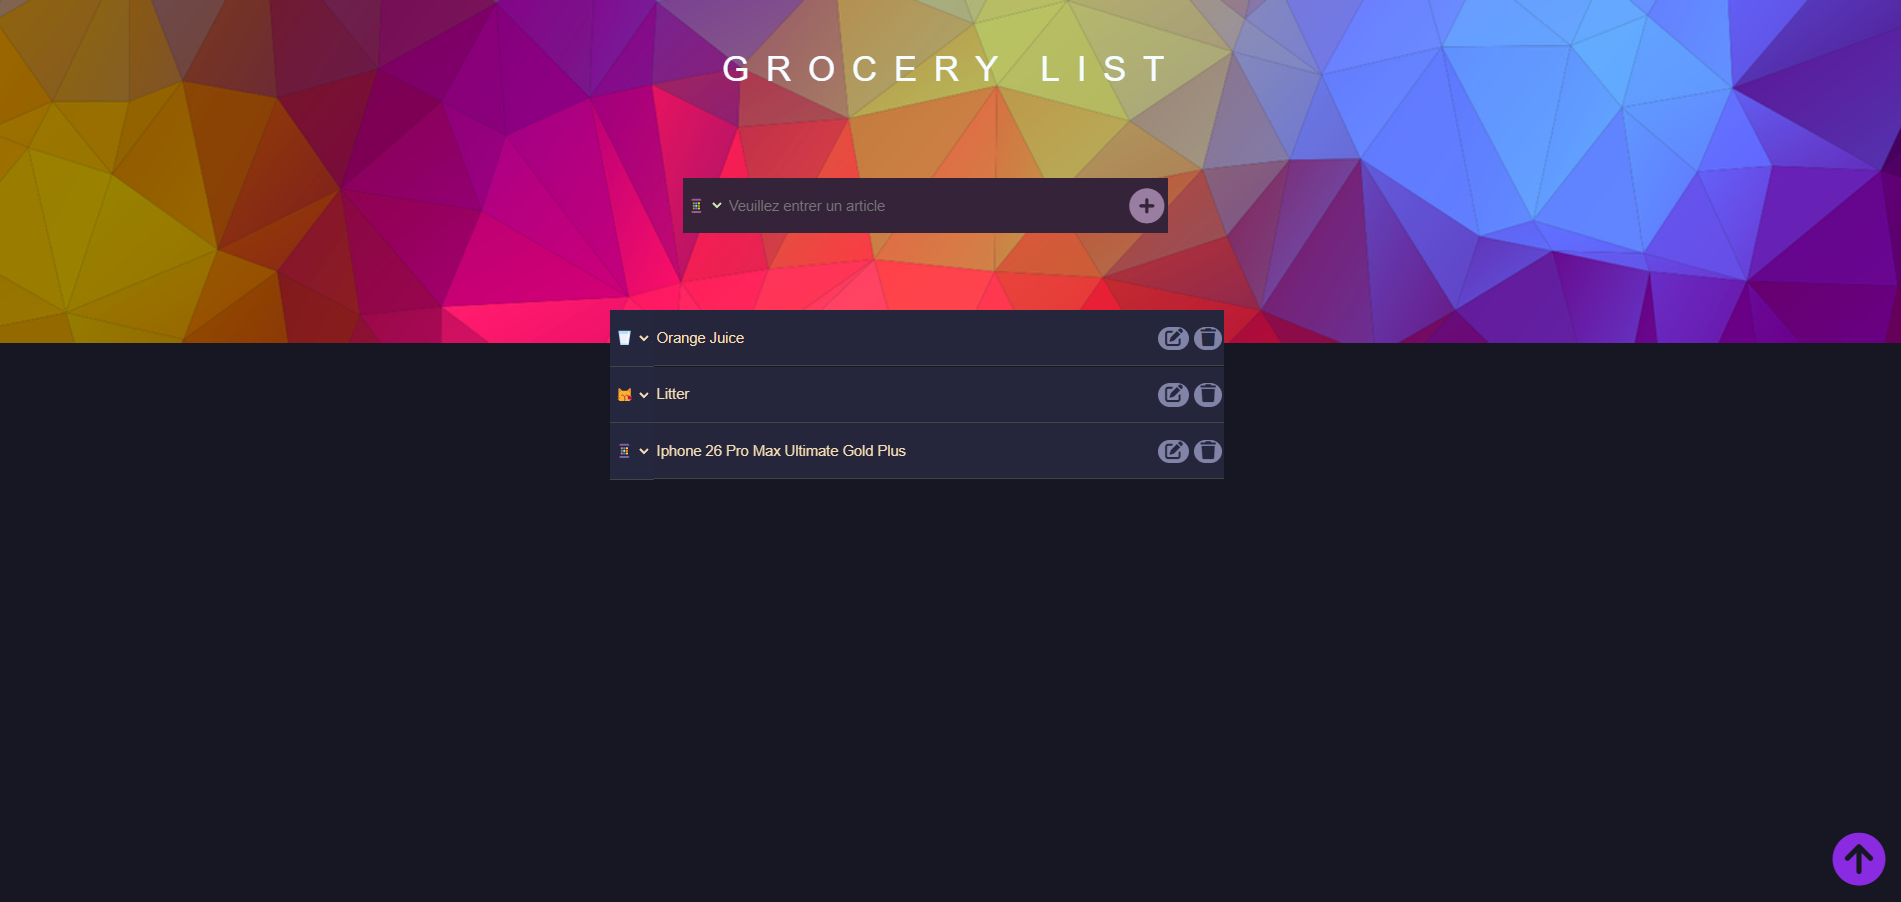 GROCERY LIST
Veuillez entrer un article
Orange Juice
Litter
Iphone 26 Pro Max Ultimate Gold Plus